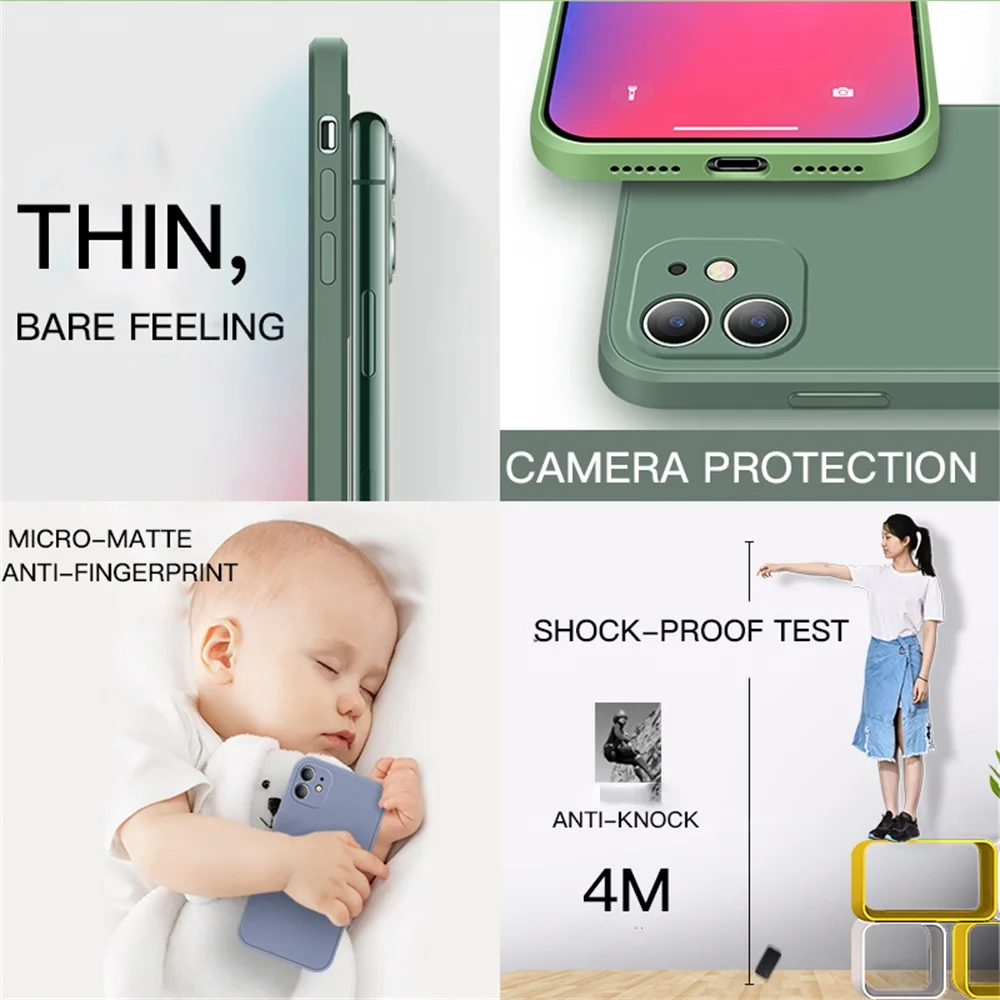 THIN,
BARE FEELING
CAMERA PROTECTION
MICRO-MATTE
ANTI-FINGERPRINT
SHOCK-PROOF TEST
ANTI-KNOCK
4M